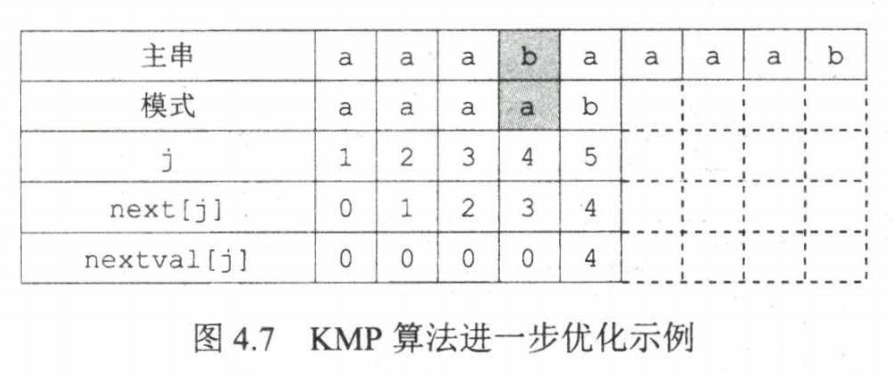 主串 a a a b a a a a b
模式 a a a a b
j 1 2 3 4 5
next[j] 0 1 2 3 4
nextval[j] 0 0 0 0 4
图 4.7 KMP 算法进一步优化示例